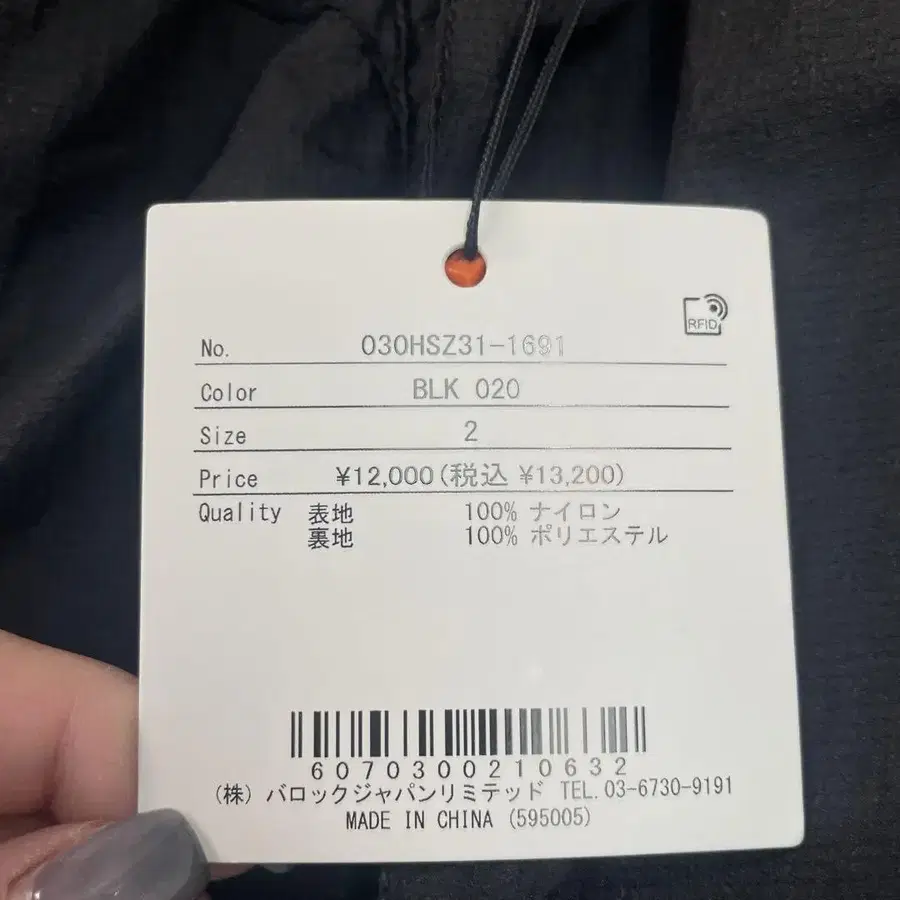 RFID
No. 030HSZ31-1691
Color BLK 020
Size 2
Price ¥12,000(税込 ¥13,200)
Quality 表地 100% ナイロン
裏地 100% ポリエステル
6070300210632
(株) バロックジャパンリミテッド TEL.03-6730-9191
MADE IN CHINA (595005)